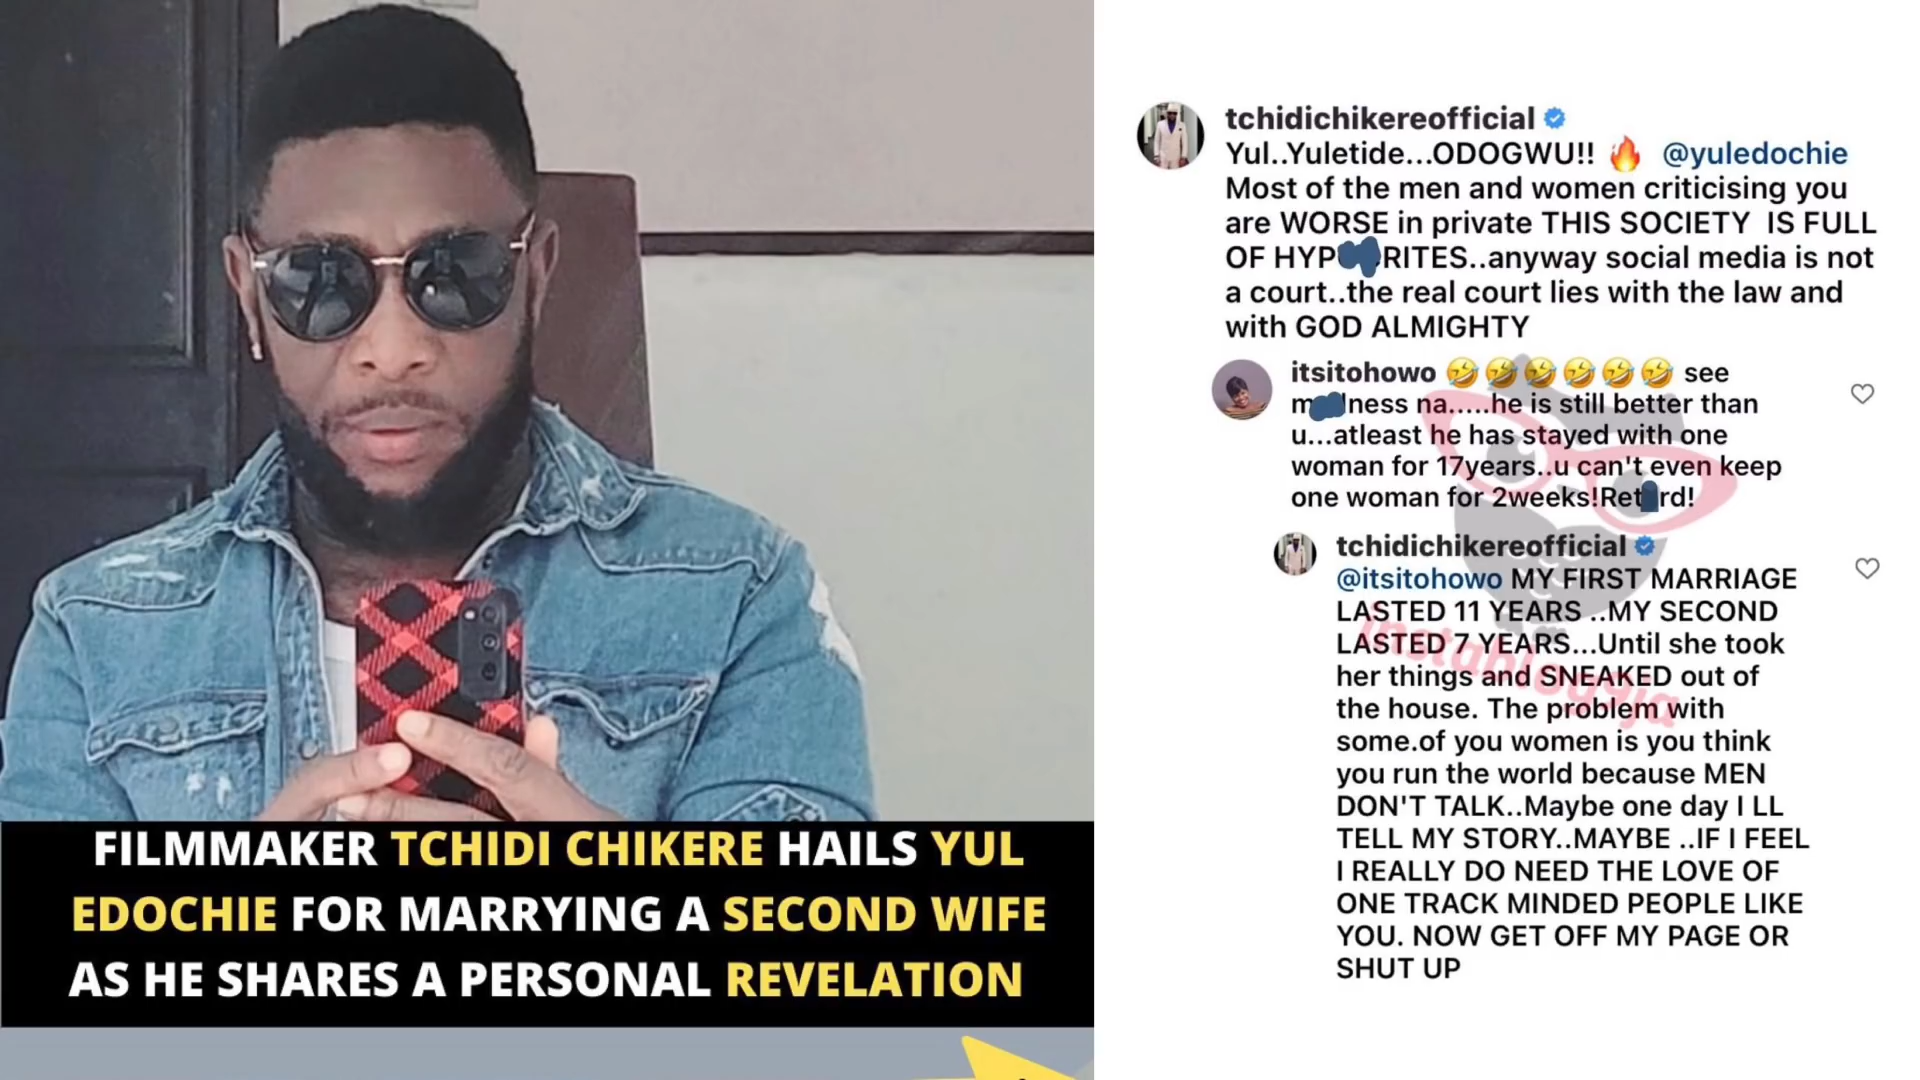 FILMMAKER TCHIDI CHIKERE HAILS YUL
EDOCHIE FOR MARRYING A SECOND WIFE
AS HE SHARES A PERSONAL REVELATION
tchidichikereofficial
Yul..Yuletide...ODOGWU!! 🔥 @yuledochie
Most of the men and women criticising you
are WORSE in private THIS SOCIETY IS FULL
OF HYP RITES..anyway social media is not
a court..the real court lies with the law and
with GOD ALMIGHTY
itsitohowo 🤣🤣🤣🤣🤣🤣 see
m ness na.....he is still better than
u...atleast he has stayed with one
woman for 17years..u can't even keep
one woman for 2weeks!Ret rd!
tchidichikereofficial
@itsitohowo MY FIRST MARRIAGE
LASTED 11 YEARS ..MY SECOND
LASTED 7 YEARS...Until she took
her things and SNEAKED out of
the house. The problem with
some.of you women is you think
you run the world because MEN
DON'T TALK..Maybe one day I LL
TELL MY STORY..MAYBE ..IF I FEEL
I REALLY DO NEED THE LOVE OF
ONE TRACK MINDED PEOPLE LIKE
YOU. NOW GET OFF MY PAGE OR
SHUT UP
instablog9ja